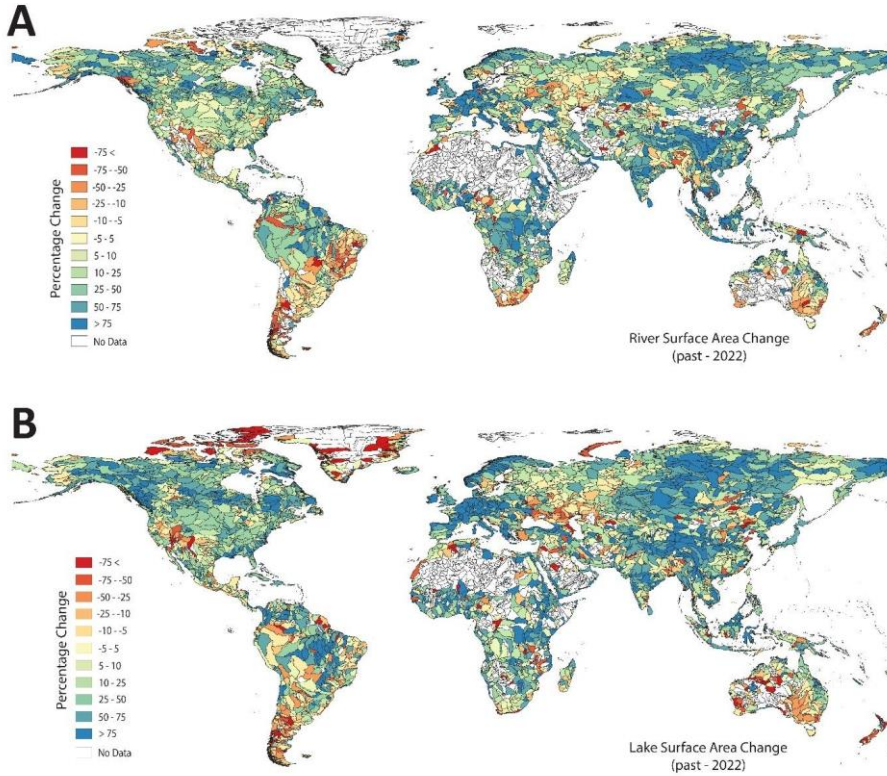 A
Percentage Change
-75 <
-75 - -50
-50 - -25
-25 - -10
-10 - -5
-5 - 5
5 - 10
10 - 25
25 - 50
50 - 75
> 75
No Data
River Surface Area Change
(past - 2022)
B
Percentage Change
-75 <
-75 - -50
-50 - -25
-25 - -10
-10 - -5
-5 - 5
5 - 10
10 - 25
25 - 50
50 - 75
> 75
No Data
Lake Surface Area Change
(past - 2022)